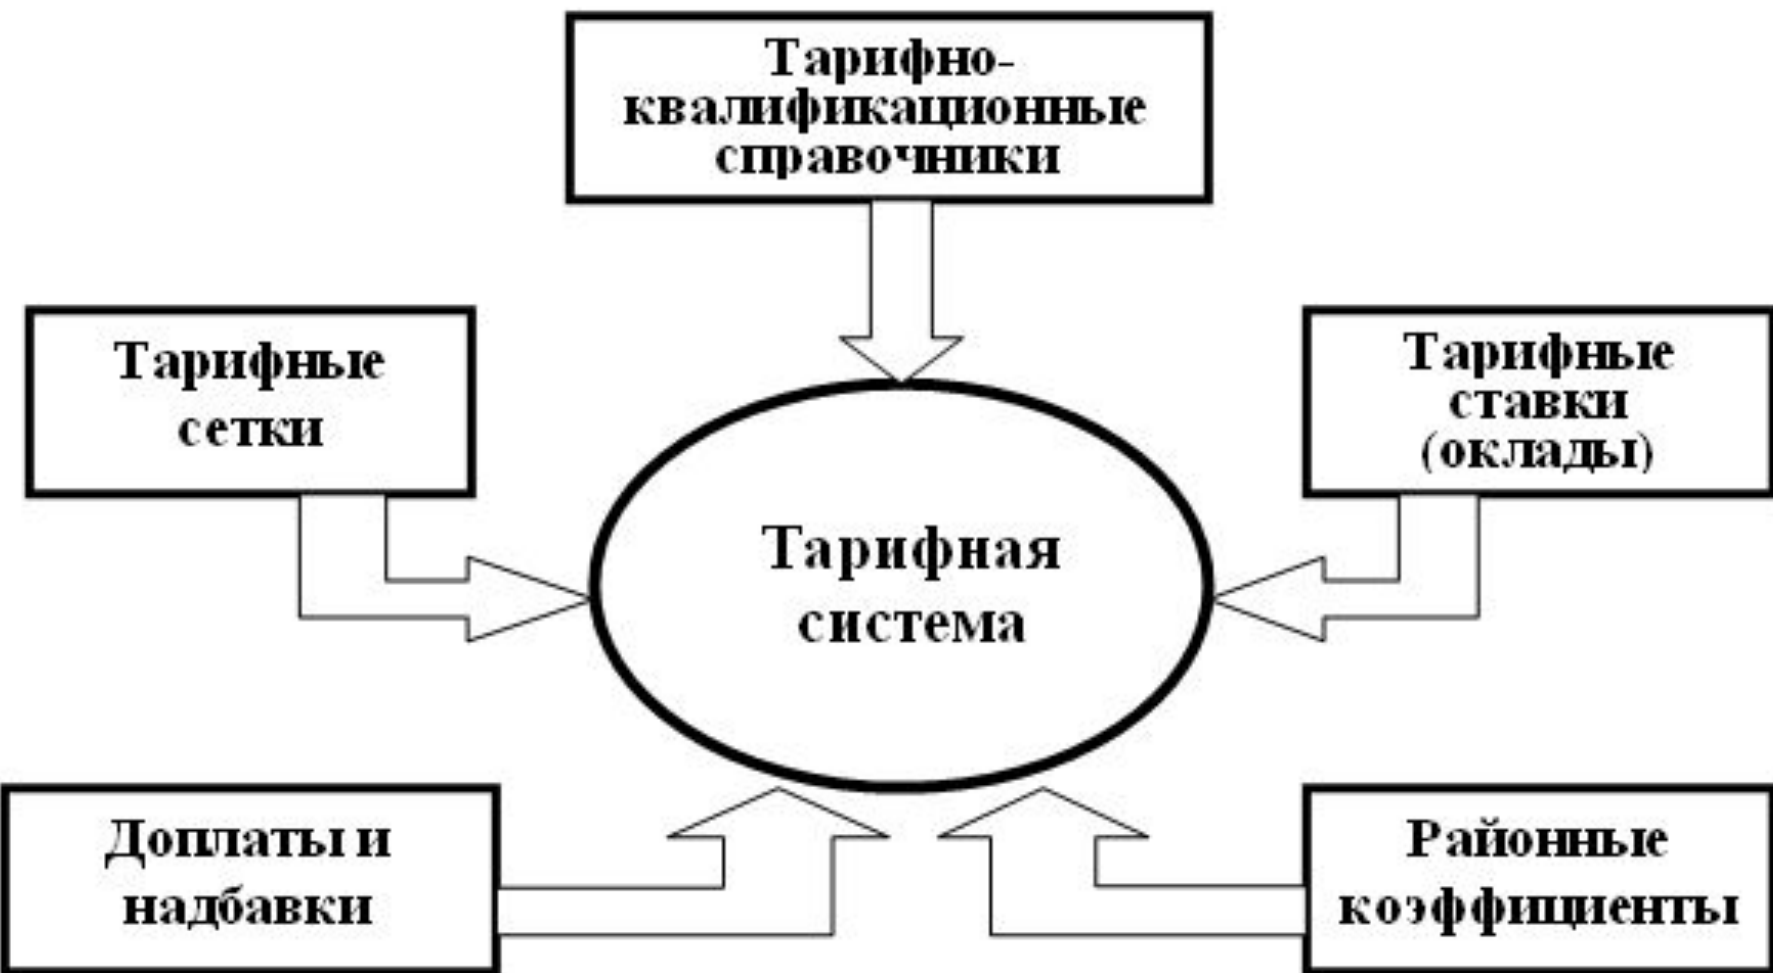 Тарифно-
квалификационные
справочники
Тарифные
сетки
Тарифные
ставки
(оклады)
Тарифная
система
Доплаты и
надбавки
Районные
коэффициенты